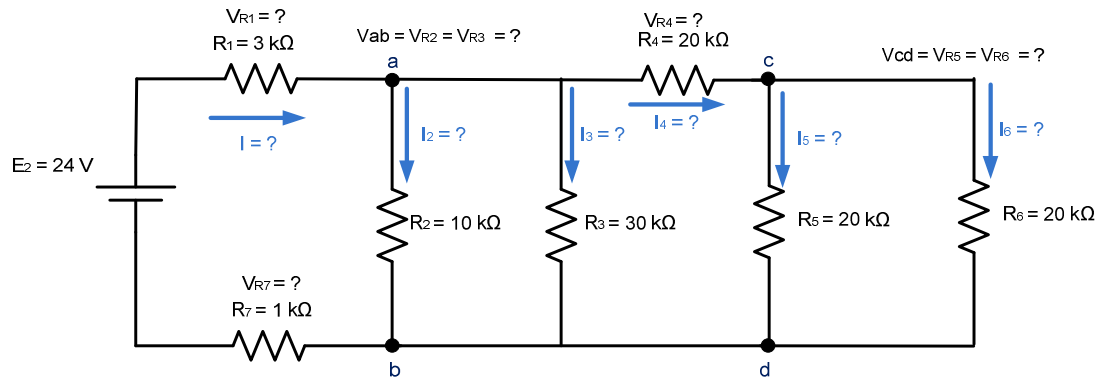 VR1 = ?
R1 = 3 kΩ
Vab = VR2 = VR3 = ?
VR4 = ?
R4 = 20 kΩ
Vcd = VR5 = VR6 = ?
a
c
I = ?
I2 = ?
I3 = ?
I4 = ?
I5 = ?
I6 = ?
E2 = 24 V
R2 = 10 kΩ
R3 = 30 kΩ
R5 = 20 kΩ
R6 = 20 kΩ
VR7 = ?
R7 = 1 kΩ
b
d